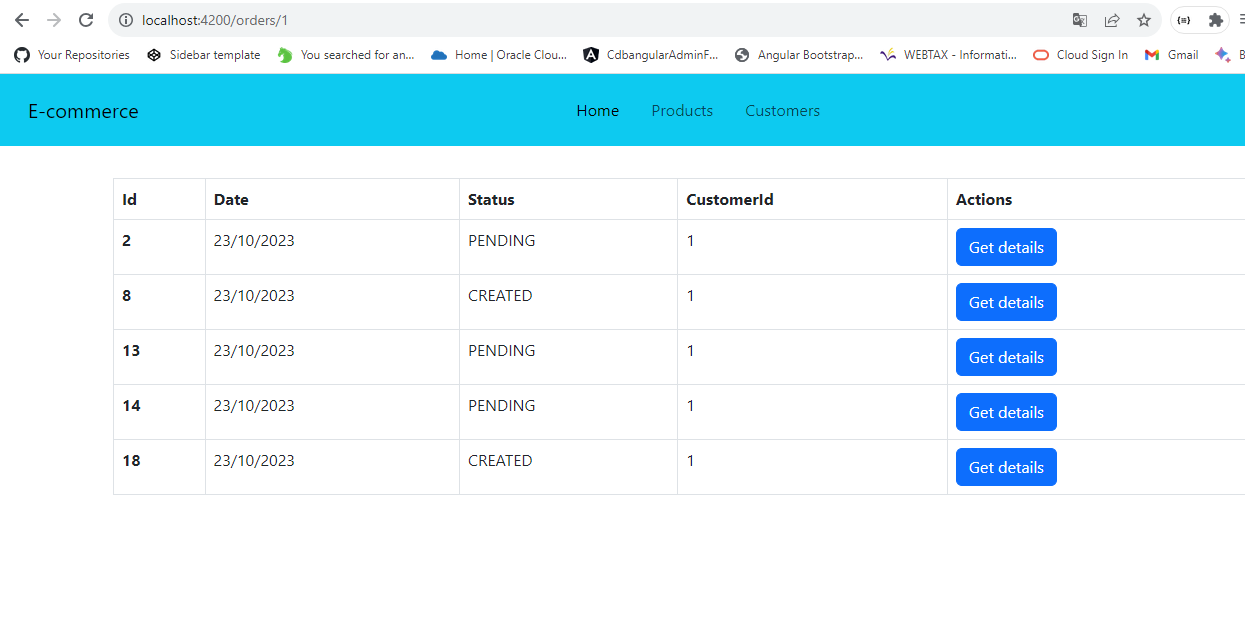 localhost:4200/orders/1
Your Repositories Sidebar template You searched for an... Home | Oracle Clou... CdbangularAdminF... Angular Bootstrap... WEBTAX - Informati... Cloud Sign In Gmail B
E-commerce Home Products Customers
Id Date Status CustomerId Actions
2 23/10/2023 PENDING 1 Get details
8 23/10/2023 CREATED 1 Get details
13 23/10/2023 PENDING 1 Get details
14 23/10/2023 PENDING 1 Get details
18 23/10/2023 CREATED 1 Get details